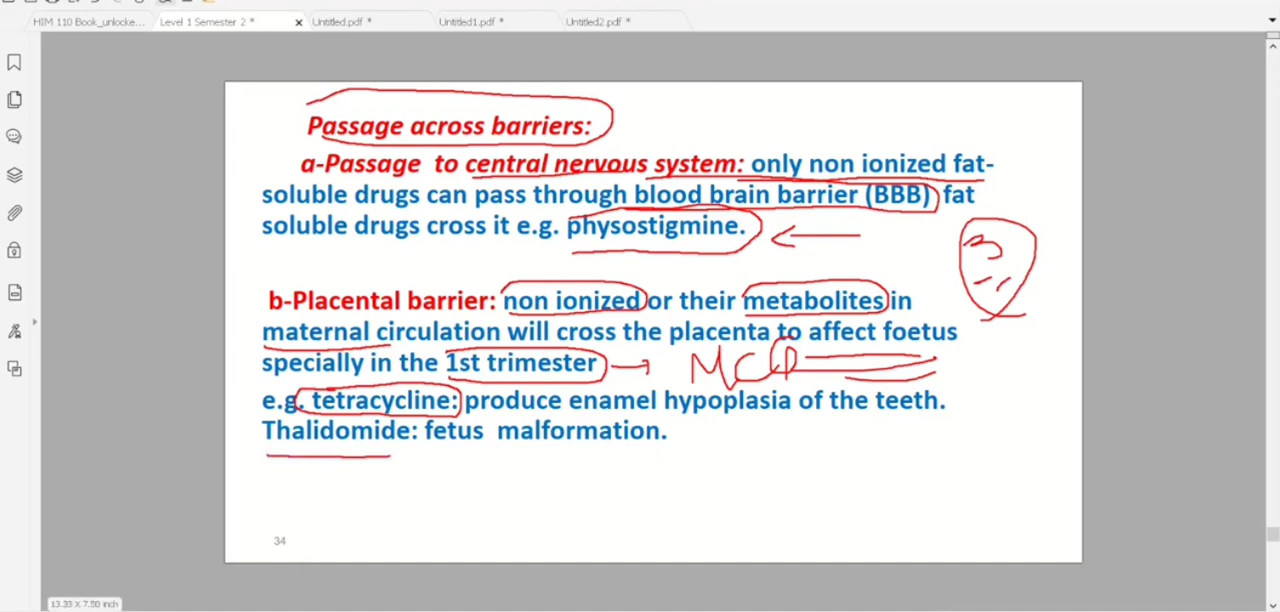 HIM 110 Book_unlocke... Level 1 Semester 2 * Untitled.pdf * Untitled1.pdf * Untitled2.pdf *
Passage across barriers:
a-Passage to central nervous system: only non ionized fat-
soluble drugs can pass through blood brain barrier (BBB) fat
soluble drugs cross it e.g. physostigmine.
b-Placental barrier: non ionized or their metabolites in
maternal circulation will cross the placenta to affect foetus
specially in the 1st trimester MCQ
e.g. tetracycline: produce enamel hypoplasia of the teeth.
Thalidomide: fetus malformation.
34
13.33 X 7.50 inch